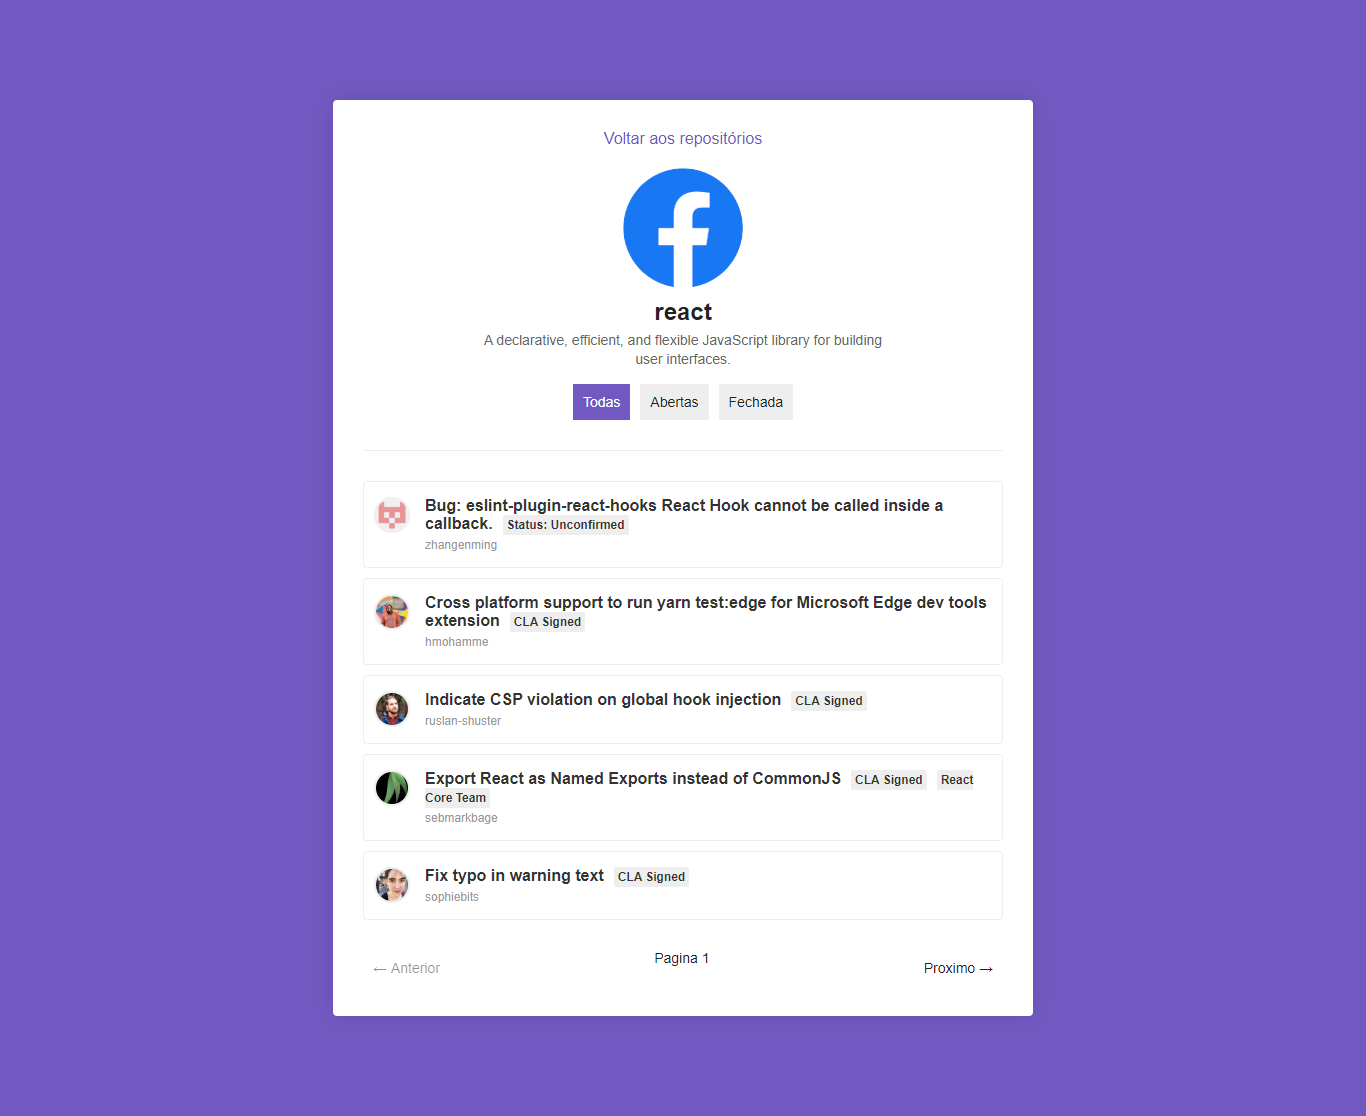 Voltar aos repositórios
react
A declarative, efficient, and flexible JavaScript library for building
user interfaces.
Todas Abertas Fechada
Bug: eslint-plugin-react-hooks React Hook cannot be called inside a
callback. Status: Unconfirmed
zhangenming
Cross platform support to run yarn test:edge for Microsoft Edge dev tools
extension CLA Signed
hmohamme
Indicate CSP violation on global hook injection CLA Signed
ruslan-shuster
Export React as Named Exports instead of CommonJS CLA Signed React
Core Team
sebmarkbage
Fix typo in warning text CLA Signed
sophiebits
← Anterior Pagina 1 Proximo →